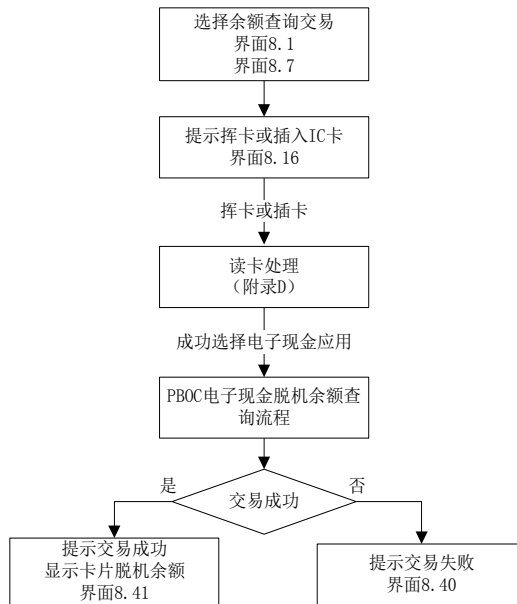 选择余额查询交易
界面8.1
界面8.7
提示挥卡或插入IC卡
界面8.16
挥卡或插卡
读卡处理
（附录D）
成功选择电子现金应用
PBOC电子现金脱机余额查
询流程
交易成功
是
否
提示交易成功
显示卡片脱机余额
界面8.41
提示交易失败
界面8.40